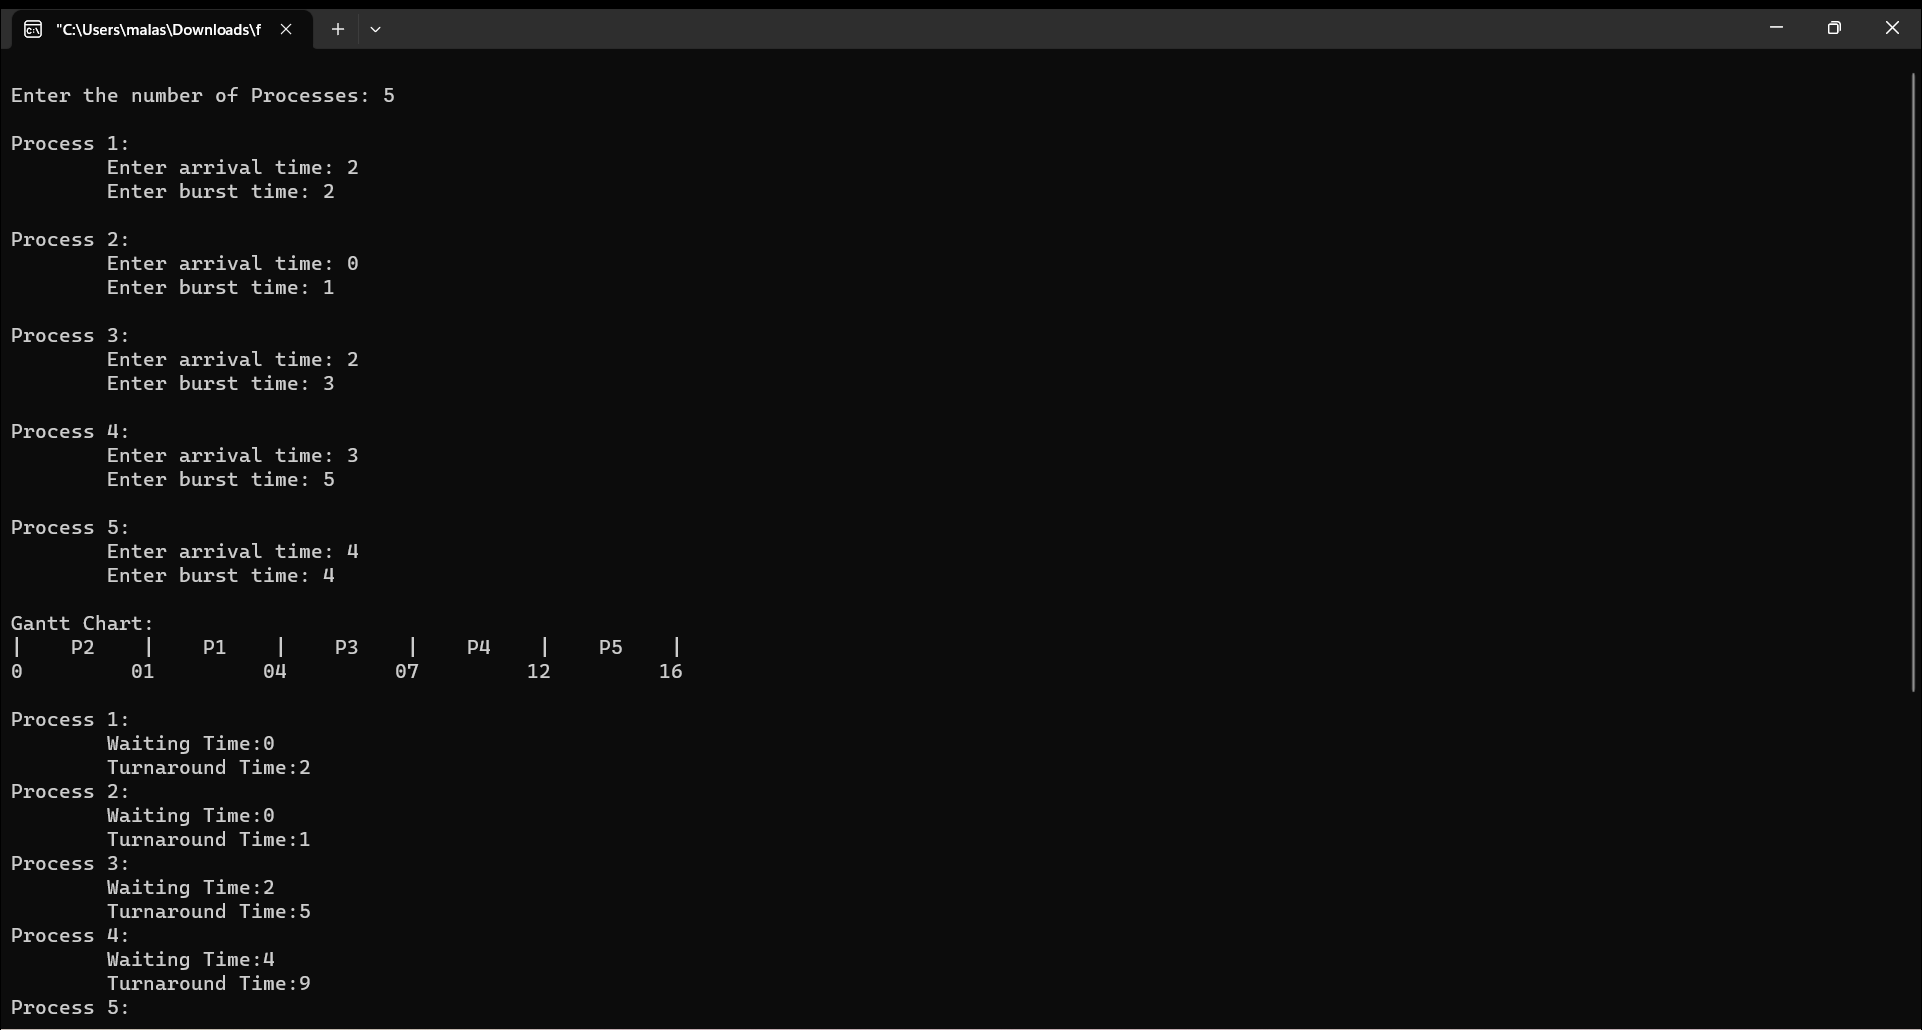 "C:\Users\malas\Downloads\f
Enter the number of Processes: 5
Process 1:
Enter arrival time: 2
Enter burst time: 2
Process 2:
Enter arrival time: 0
Enter burst time: 1
Process 3:
Enter arrival time: 2
Enter burst time: 3
Process 4:
Enter arrival time: 3
Enter burst time: 5
Process 5:
Enter arrival time: 4
Enter burst time: 4
Gantt Chart:
|    P2    |    P1    |    P3    |    P4    |    P5    |
0         01         04         07         12         16
Process 1:
Waiting Time:0
Turnaround Time:2
Process 2:
Waiting Time:0
Turnaround Time:1
Process 3:
Waiting Time:2
Turnaround Time:5
Process 4:
Waiting Time:4
Turnaround Time:9
Process 5: